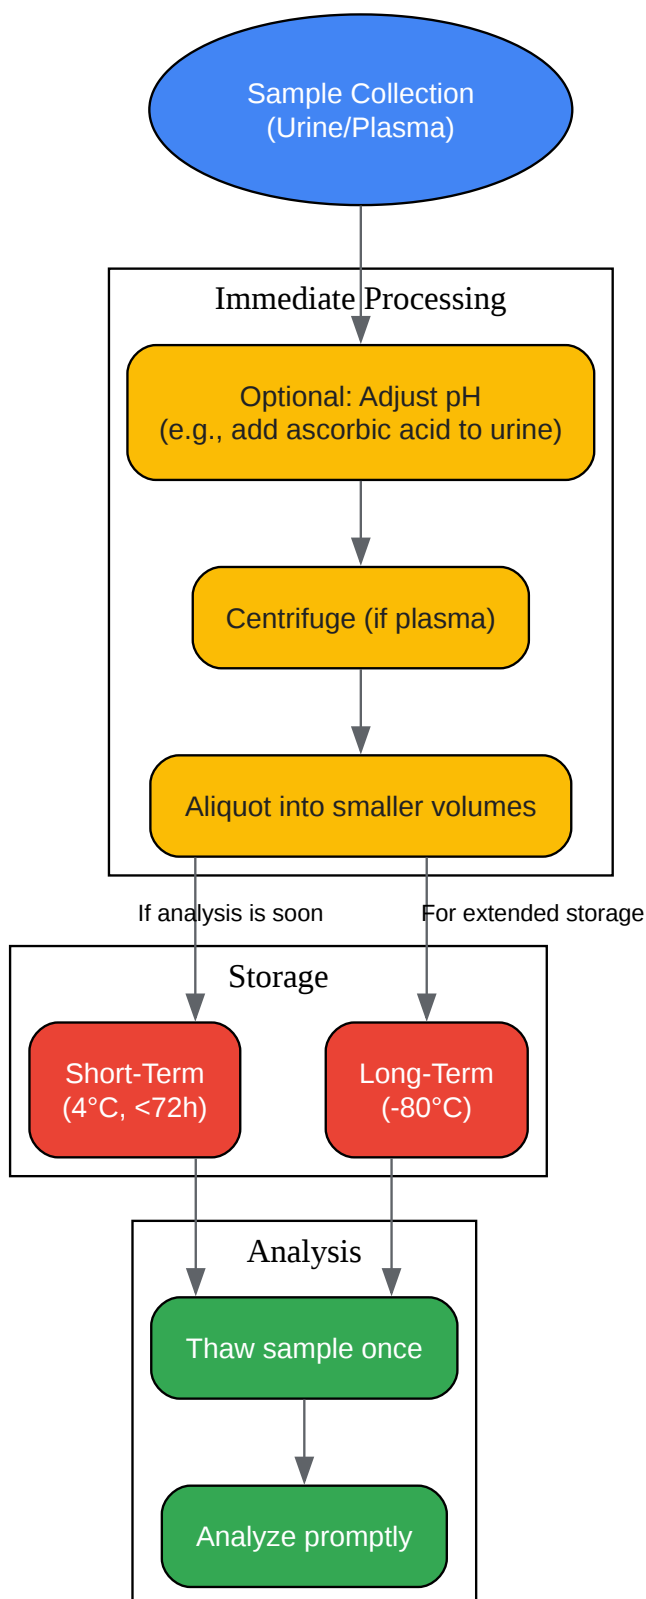 Sample Collection
(Urine/Plasma)
Immediate Processing
Optional: Adjust pH
(e.g., add ascorbic acid to urine)
Centrifuge (if plasma)
Aliquot into smaller volumes
If analysis is soon
For extended storage
Storage
Short-Term
(4°C, <72h)
Long-Term
(-80°C)
Analysis
Thaw sample once
Analyze promptly